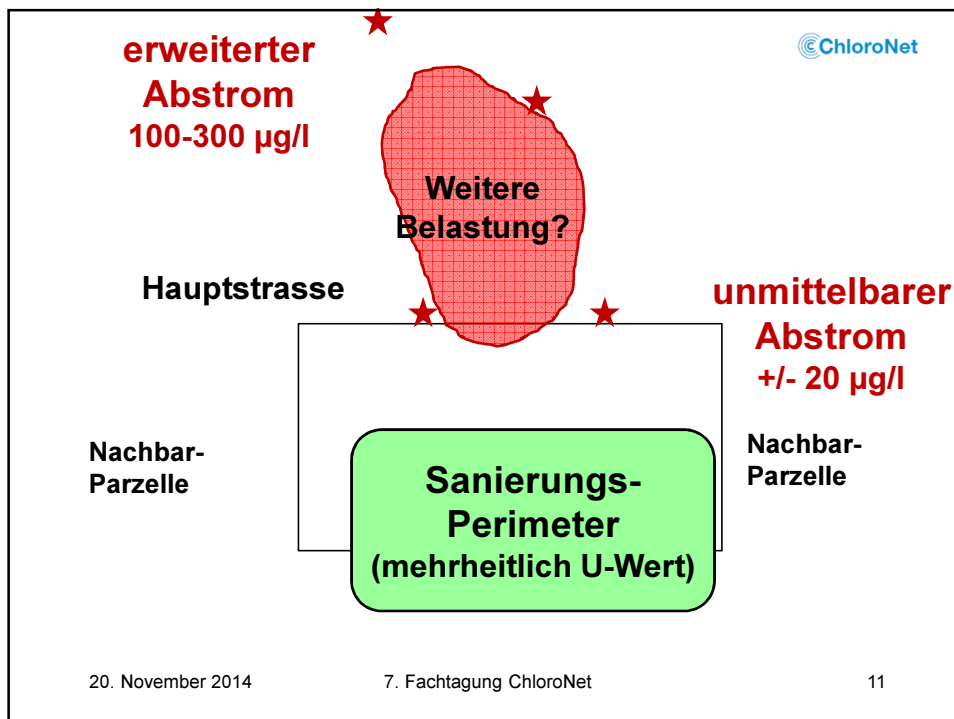 ChloroNet
erweiterter
Abstrom
100-300 µg/l
Weitere
Belastung?
Hauptstrasse
unmittelbarer
Abstrom
+/- 20 µg/l
Nachbar-
Parzelle
Sanierungs-
Perimeter
(mehrheitlich U-Wert)
Nachbar-
Parzelle
20. November 2014
7. Fachtagung ChloroNet
11